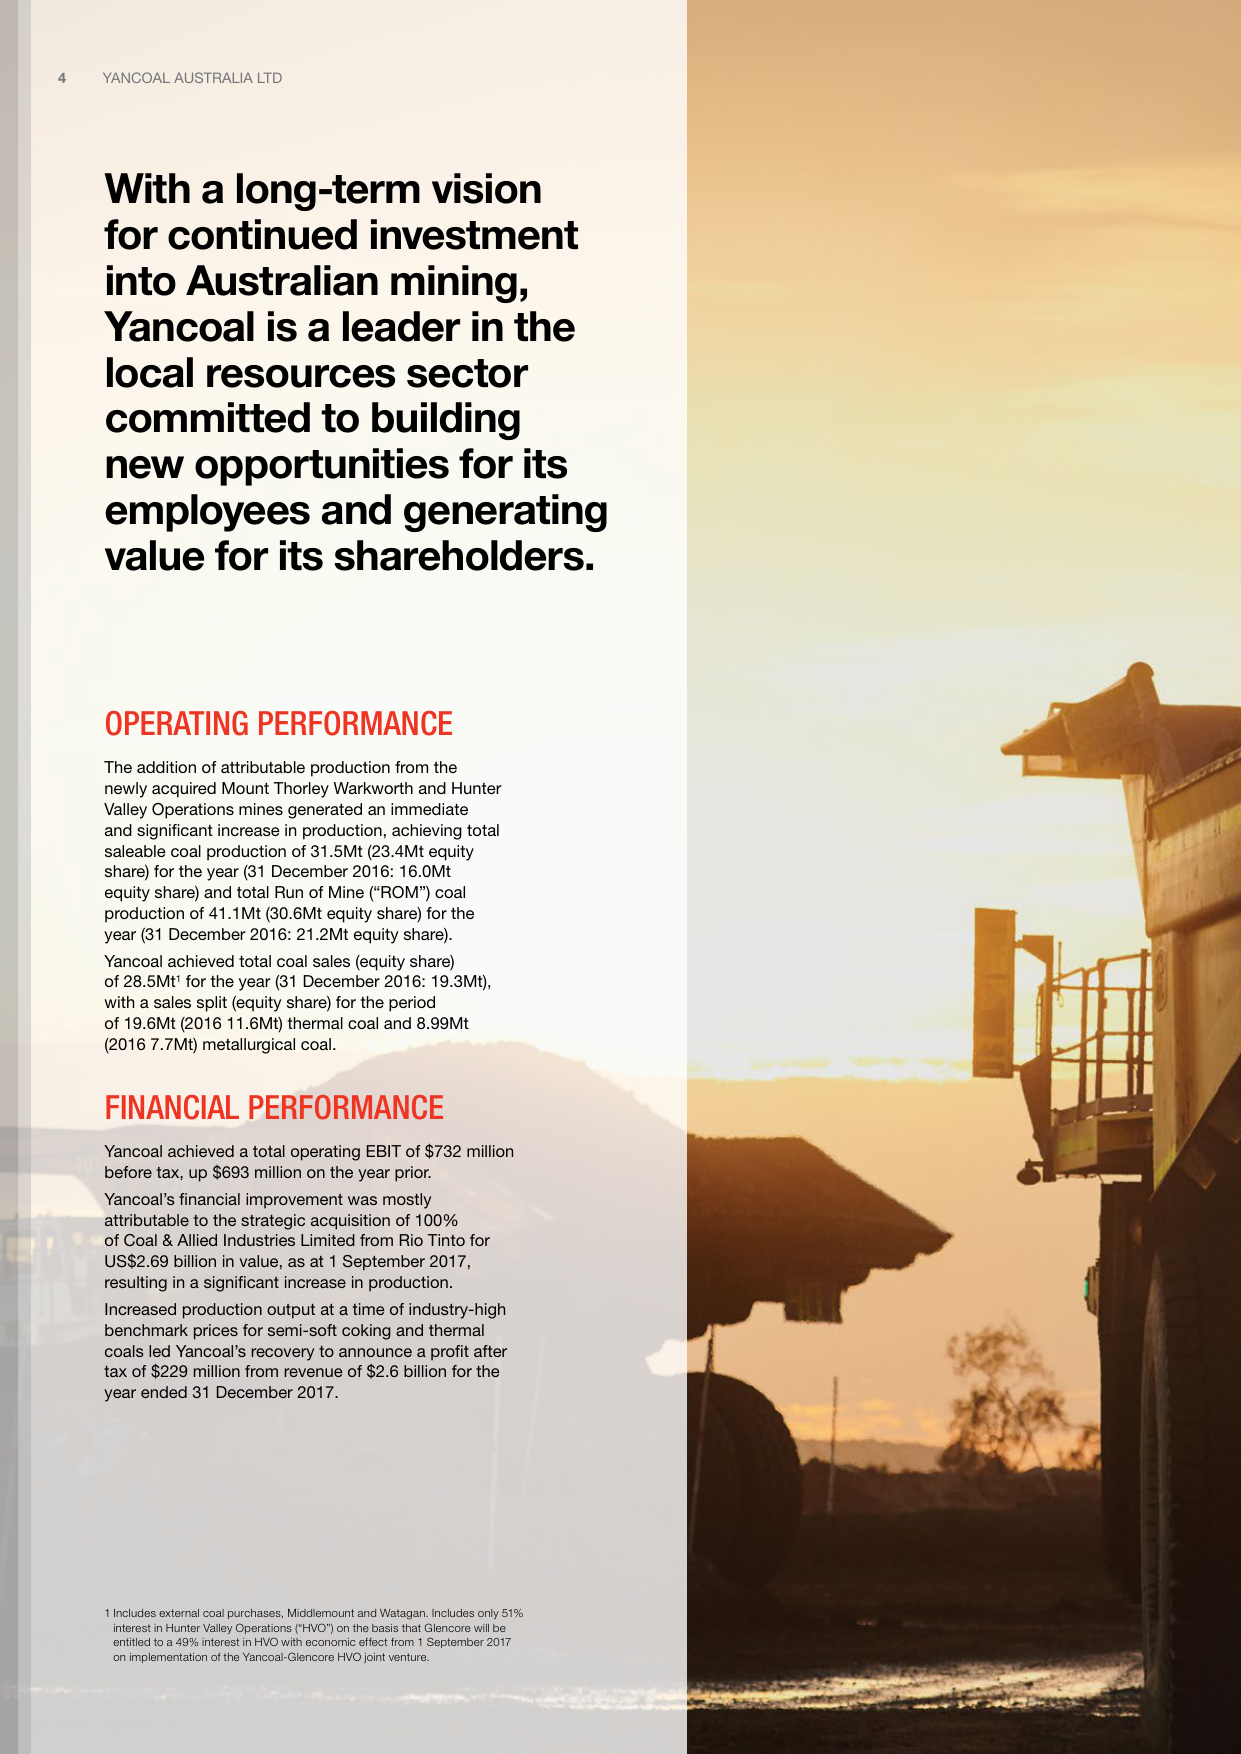 4 YANCOAL AUSTRALIA LTD
With a long-term vision
for continued investment
into Australian mining,
Yancoal is a leader in the
local resources sector
committed to building
new opportunities for its
employees and generating
value for its shareholders.
OPERATING PERFORMANCE
The addition of attributable production from the
newly acquired Mount Thorley Warkworth and Hunter
Valley Operations mines generated an immediate
and significant increase in production, achieving total
saleable coal production of 31.5Mt (23.4Mt equity
share) for the year (31 December 2016: 16.0Mt
equity share) and total Run of Mine (“ROM”) coal
production of 41.1Mt (30.6Mt equity share) for the
year (31 December 2016: 21.2Mt equity share).
Yancoal achieved total coal sales (equity share)
of 28.5Mt¹ for the year (31 December 2016: 19.3Mt),
with a sales split (equity share) for the period
of 19.6Mt (2016 11.6Mt) thermal coal and 8.99Mt
(2016 7.7Mt) metallurgical coal.
FINANCIAL PERFORMANCE
Yancoal achieved a total operating EBIT of $732 million
before tax, up $693 million on the year prior.
Yancoal’s financial improvement was mostly
attributable to the strategic acquisition of 100%
of Coal & Allied Industries Limited from Rio Tinto for
US$2.69 billion in value, as at 1 September 2017,
resulting in a significant increase in production.
Increased production output at a time of industry-high
benchmark prices for semi-soft coking and thermal
coals led Yancoal’s recovery to announce a profit after
tax of $229 million from revenue of $2.6 billion for the
year ended 31 December 2017.
1 Includes external coal purchases, Middlemount and Watagan. Includes only 51%
interest in Hunter Valley Operations (“HVO”) on the basis that Glencore will be
entitled to a 49% interest in HVO with economic effect from 1 September 2017
on implementation of the Yancoal-Glencore HVO joint venture.